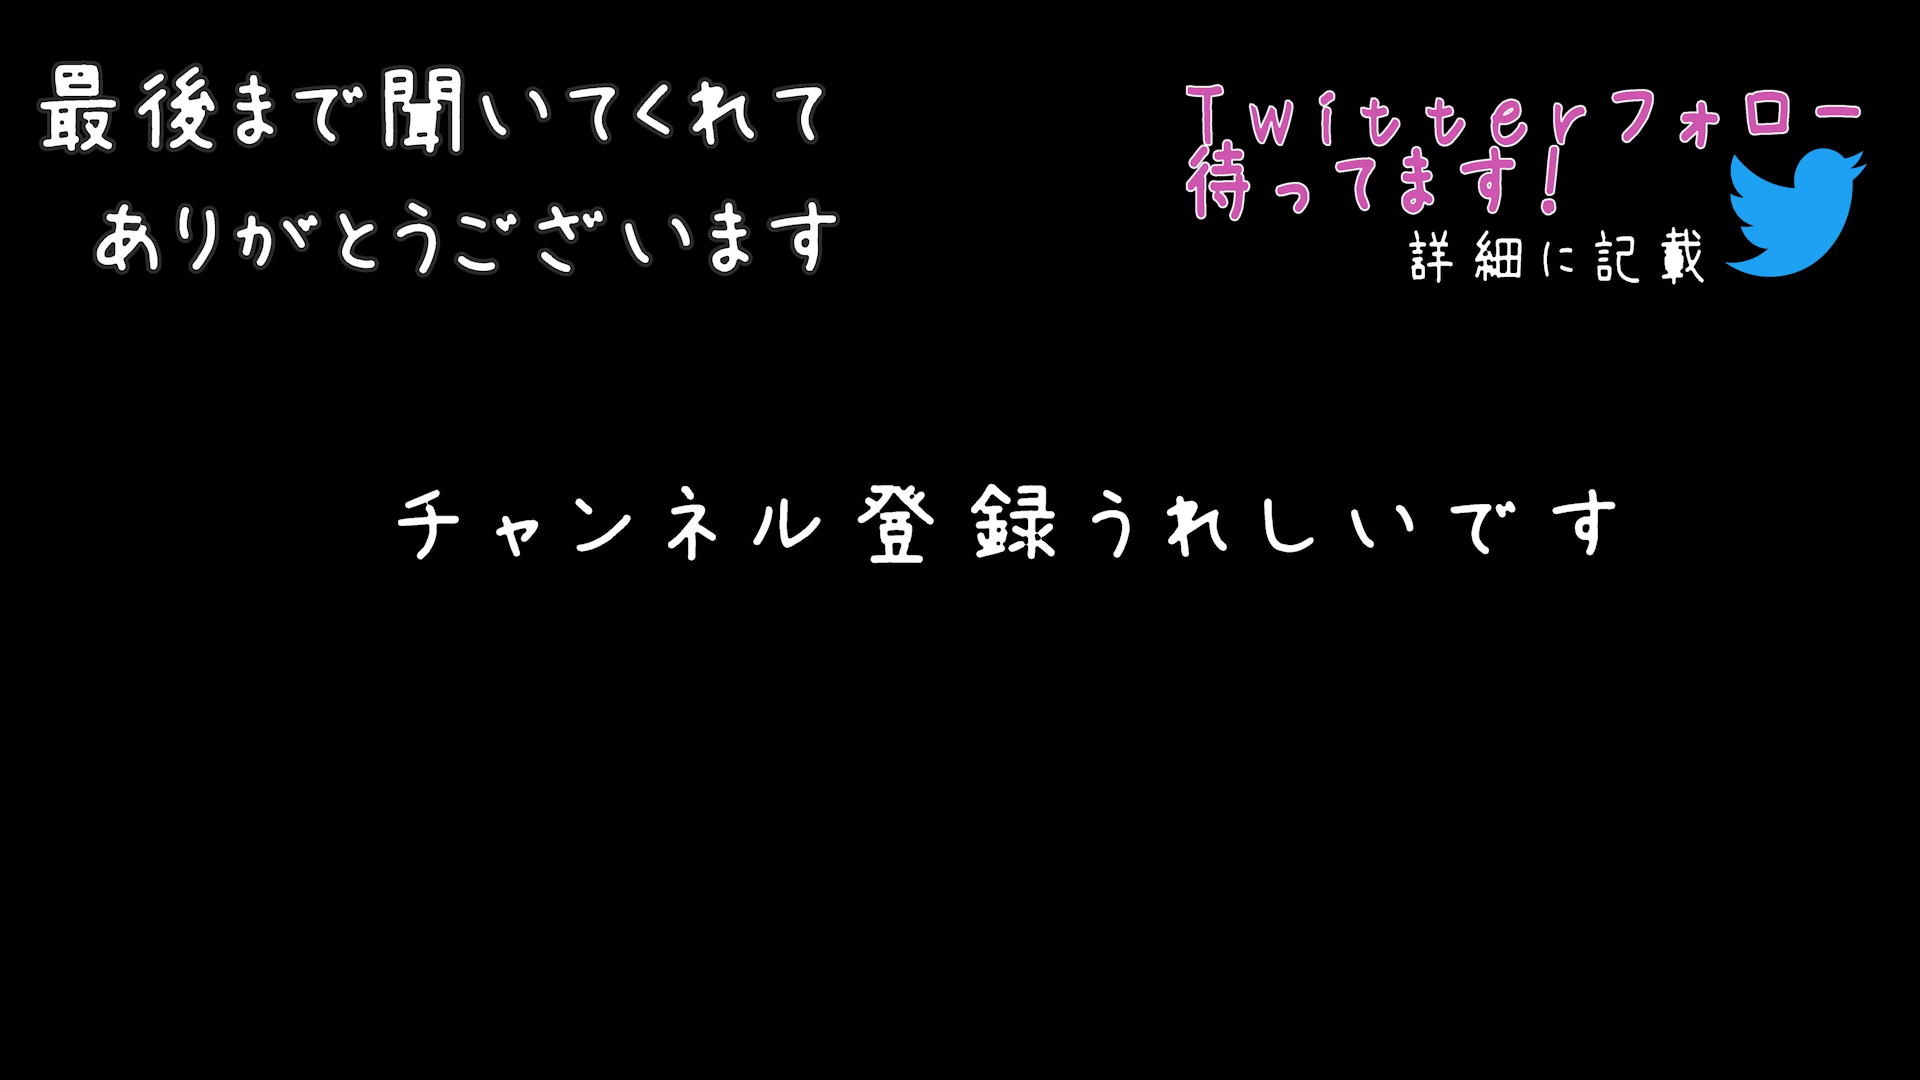 最後まで聞いてくれて
ありがとうございます
Twitterフォロー
待ってます!
詳細に記載
チャンネル登録うれしいです